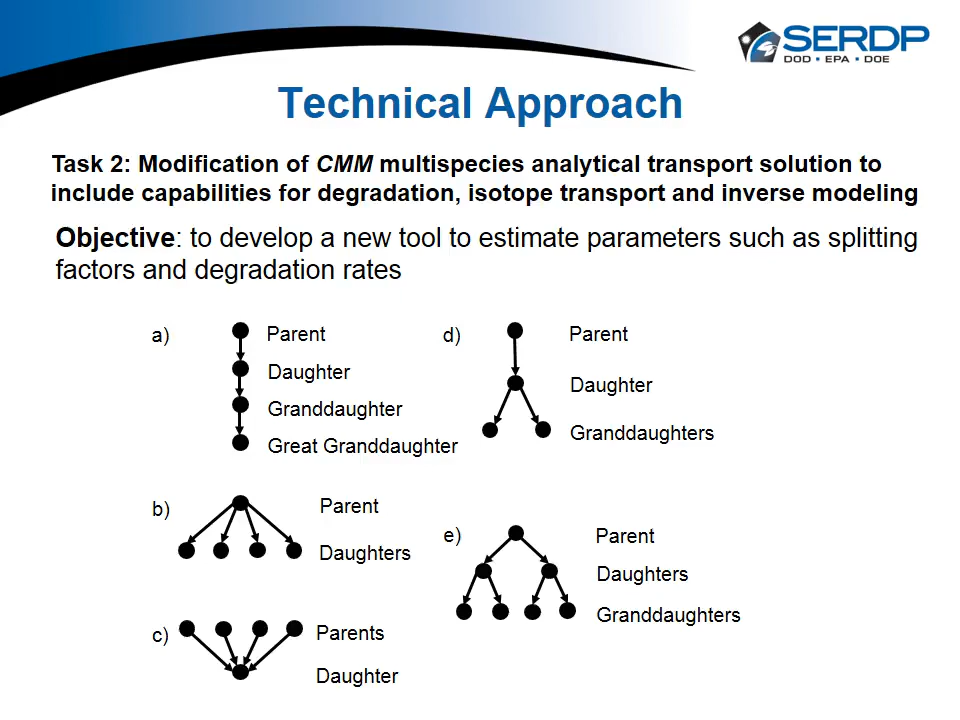 SERDP
DOD • EPA • DOE
Technical Approach
Task 2: Modification of CMM multispecies analytical transport solution to
include capabilities for degradation, isotope transport and inverse modeling
Objective: to develop a new tool to estimate parameters such as splitting
factors and degradation rates
a)
Parent
Daughter
Granddaughter
Great Granddaughter
b)
Parent
Daughters
c)
Parents
Daughter
d)
Parent
Daughter
Granddaughters
e)
Parent
Daughters
Granddaughters